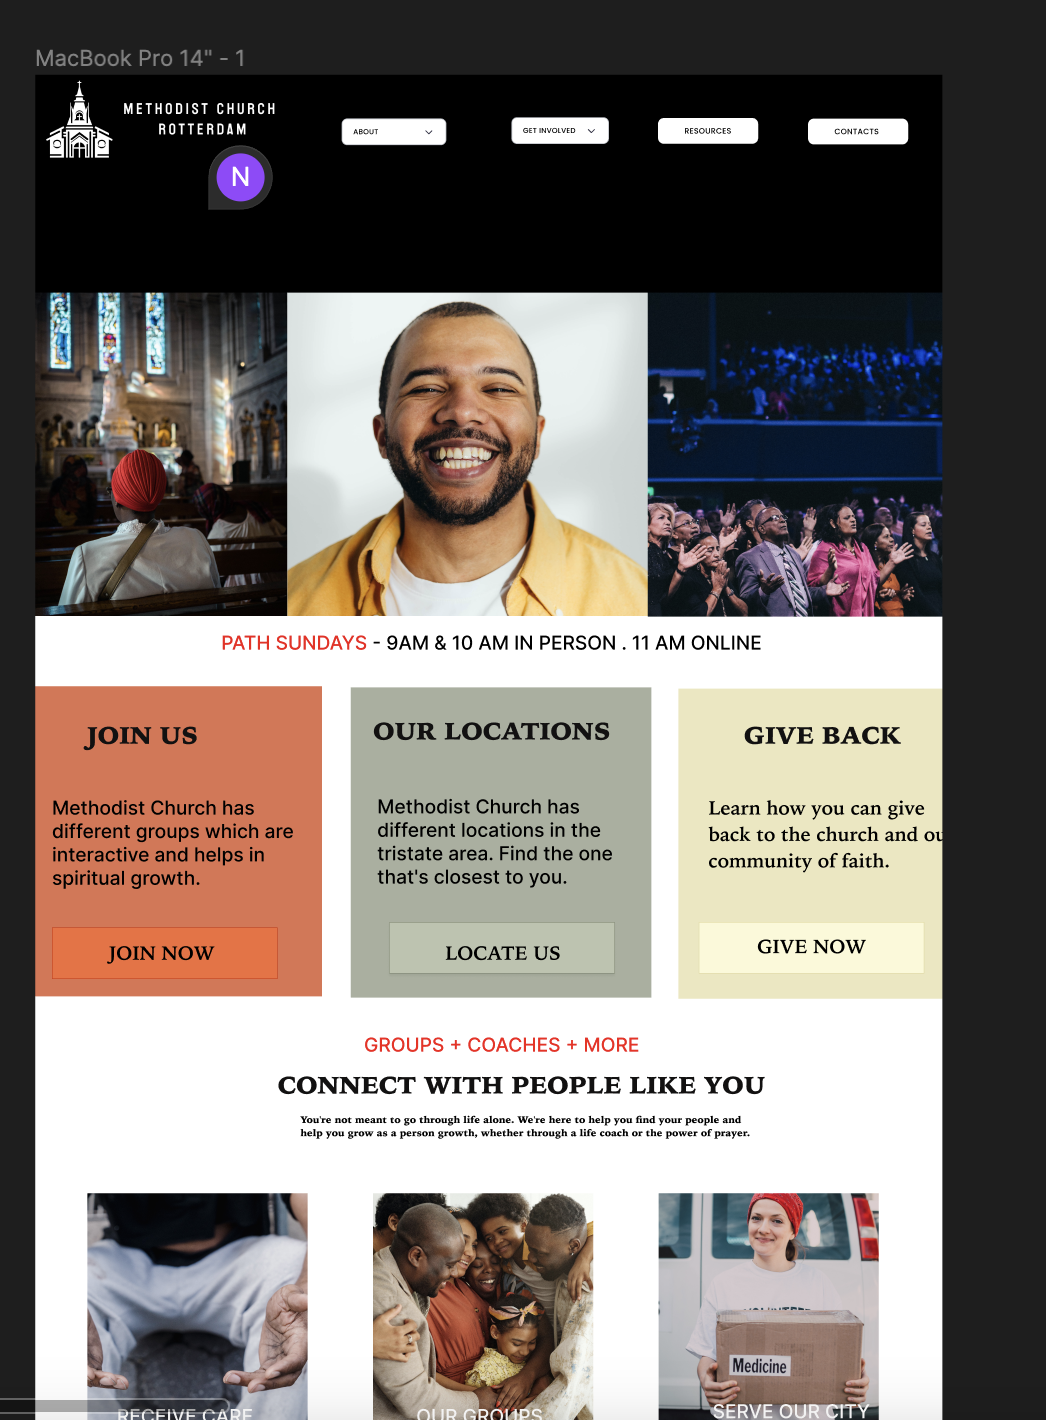 MacBook Pro 14" - 1
METHODIST CHURCH
ROTTERDAM
ABOUT
GET INVOLVED
RESOURCES
CONTACTS
N
PATH SUNDAYS - 9AM & 10 AM IN PERSON . 11 AM ONLINE
JOIN US
Methodist Church has
different groups which are
interactive and helps in
spiritual growth.
JOIN NOW
OUR LOCATIONS
Methodist Church has
different locations in the
tristate area. Find the one
that's closest to you.
LOCATE US
GIVE BACK
Learn how you can give
back to the church and ou
community of faith.
GIVE NOW
GROUPS + COACHES + MORE
CONNECT WITH PEOPLE LIKE YOU
You're not meant to go through life alone. We're here to help you find your people and
help you grow as a person growth, whether through a life coach or the power of prayer.
Medicine
RECEIVE CARE
OUR GROUPS
SERVE OUR CITY